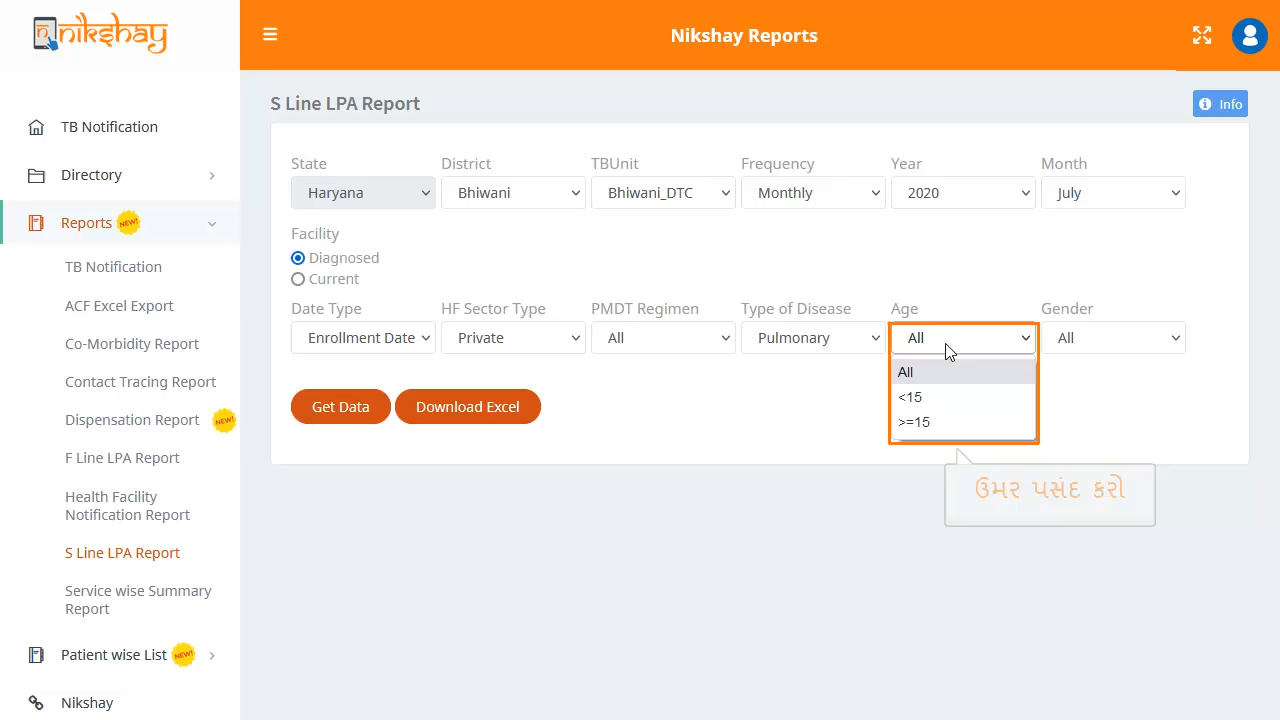 निkshay
Nikshay Reports
S Line LPA Report
Info
TB Notification
Directory
Reports NEW!
TB Notification
ACF Excel Export
Co-Morbidity Report
Contact Tracing Report
Dispensation Report NEW!
F Line LPA Report
Health Facility
Notification Report
S Line LPA Report
Service wise Summary
Report
Patient wise List NEW!
Nikshay
State District TBUnit Frequency Year Month
Haryana Bhiwani Bhiwani_DTC Monthly 2020 July
Facility
Diagnosed
Current
Date Type HF Sector Type PMDT Regimen Type of Disease Age Gender
Enrollment Date Private All Pulmonary All All
All
<15
>=15
Get Data Download Excel
ઉંમર પસંદ કરો